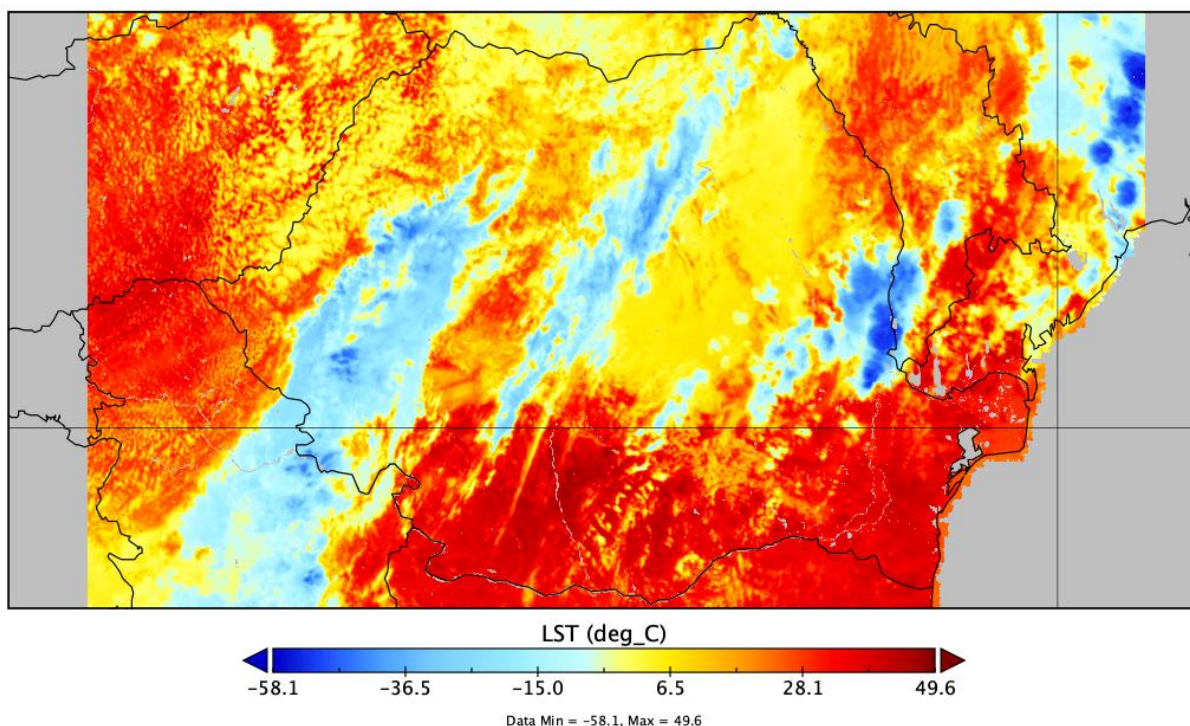 LST (deg_C)
−58.1 −36.5 −15.0 6.5 28.1 49.6
Data Min = −58.1, Max = 49.6